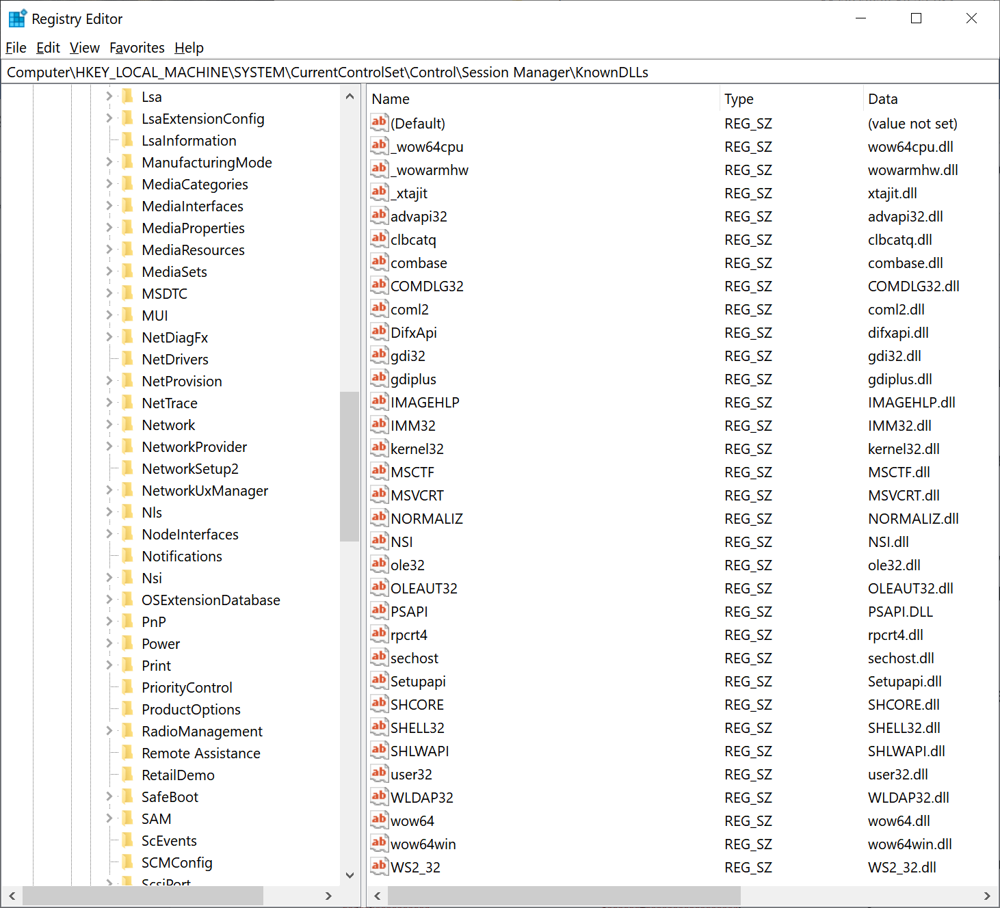 Registry Editor
File Edit View Favorites Help
Computer\HKEY_LOCAL_MACHINE\SYSTEM\CurrentControlSet\Control\Session Manager\KnownDLLs
Lsa
LsaExtensionConfig
LsaInformation
ManufacturingMode
MediaCategories
MediaInterfaces
MediaProperties
MediaResources
MediaSets
MSDTC
MUI
NetDiagFx
NetDrivers
NetProvision
NetTrace
Network
NetworkProvider
NetworkSetup2
NetworkUxManager
Nls
NodeInterfaces
Notifications
Nsi
OSExtensionDatabase
PnP
Power
Print
PriorityControl
ProductOptions
RadioManagement
Remote Assistance
RetailDemo
SafeBoot
SAM
ScEvents
SCMConfig
ScsiPort
Name Type Data
(Default) REG_SZ (value not set)
_wow64cpu REG_SZ wow64cpu.dll
_wowarmhw REG_SZ wowarmhw.dll
_xtajit REG_SZ xtajit.dll
advapi32 REG_SZ advapi32.dll
clbcatq REG_SZ clbcatq.dll
combase REG_SZ combase.dll
COMDLG32 REG_SZ COMDLG32.dll
coml2 REG_SZ coml2.dll
DifxApi REG_SZ difxapi.dll
gdi32 REG_SZ gdi32.dll
gdiplus REG_SZ gdiplus.dll
IMAGEHLP REG_SZ IMAGEHLP.dll
IMM32 REG_SZ IMM32.dll
kernel32 REG_SZ kernel32.dll
MSCTF REG_SZ MSCTF.dll
MSVCRT REG_SZ MSVCRT.dll
NORMALIZ REG_SZ NORMALIZ.dll
NSI REG_SZ NSI.dll
ole32 REG_SZ ole32.dll
OLEAUT32 REG_SZ OLEAUT32.dll
PSAPI REG_SZ PSAPI.DLL
rpcrt4 REG_SZ rpcrt4.dll
sechost REG_SZ sechost.dll
Setupapi REG_SZ Setupapi.dll
SHCORE REG_SZ SHCORE.dll
SHELL32 REG_SZ SHELL32.dll
SHLWAPI REG_SZ SHLWAPI.dll
user32 REG_SZ user32.dll
WLDAP32 REG_SZ WLDAP32.dll
wow64 REG_SZ wow64.dll
wow64win REG_SZ wow64win.dll
WS2_32 REG_SZ WS2_32.dll